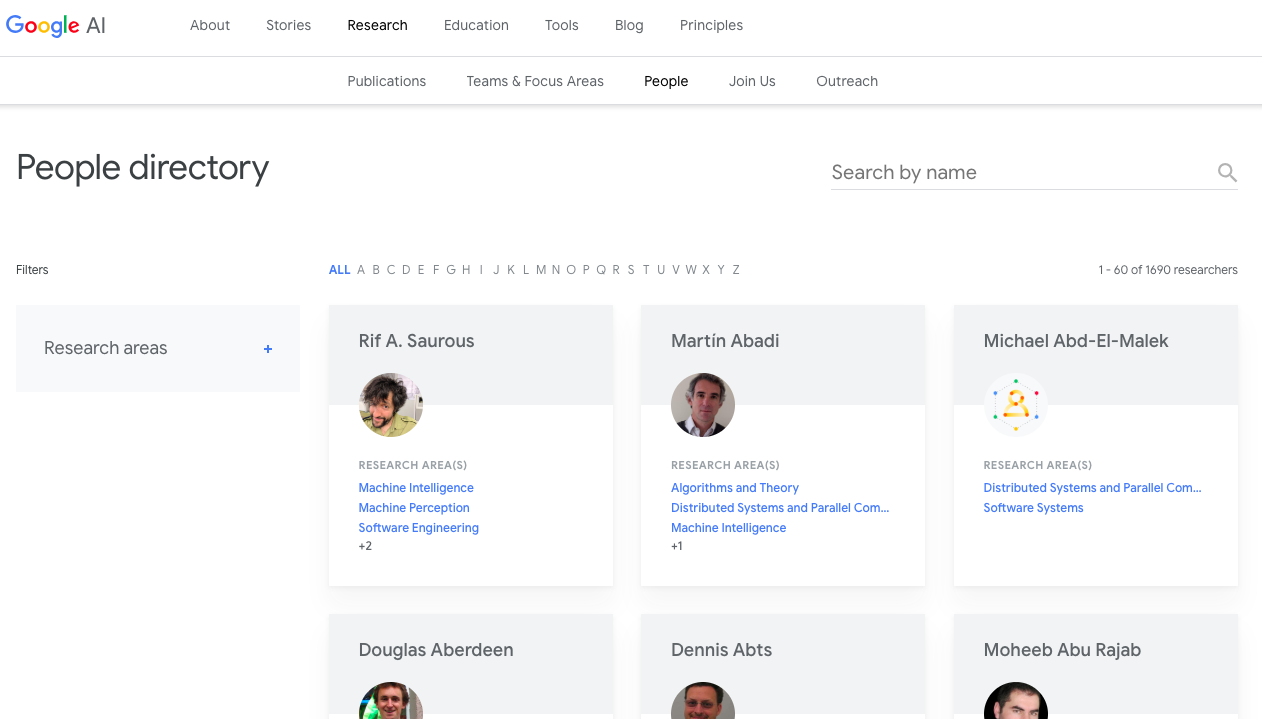 Google AI About Stories Research Education Tools Blog Principles
Publications Teams & Focus Areas People Join Us Outreach
People directory
Search by name
Filters
ALL A B C D E F G H I J K L M N O P Q R S T U V W X Y Z
1 - 60 of 1690 researchers
Research areas +
Rif A. Saurous
RESEARCH AREA(S)
Machine Intelligence
Machine Perception
Software Engineering
+2
Martín Abadi
RESEARCH AREA(S)
Algorithms and Theory
Distributed Systems and Parallel Com...
Machine Intelligence
+1
Michael Abd-El-Malek
RESEARCH AREA(S)
Distributed Systems and Parallel Com...
Software Systems
Douglas Aberdeen
Dennis Abts
Moheeb Abu Rajab